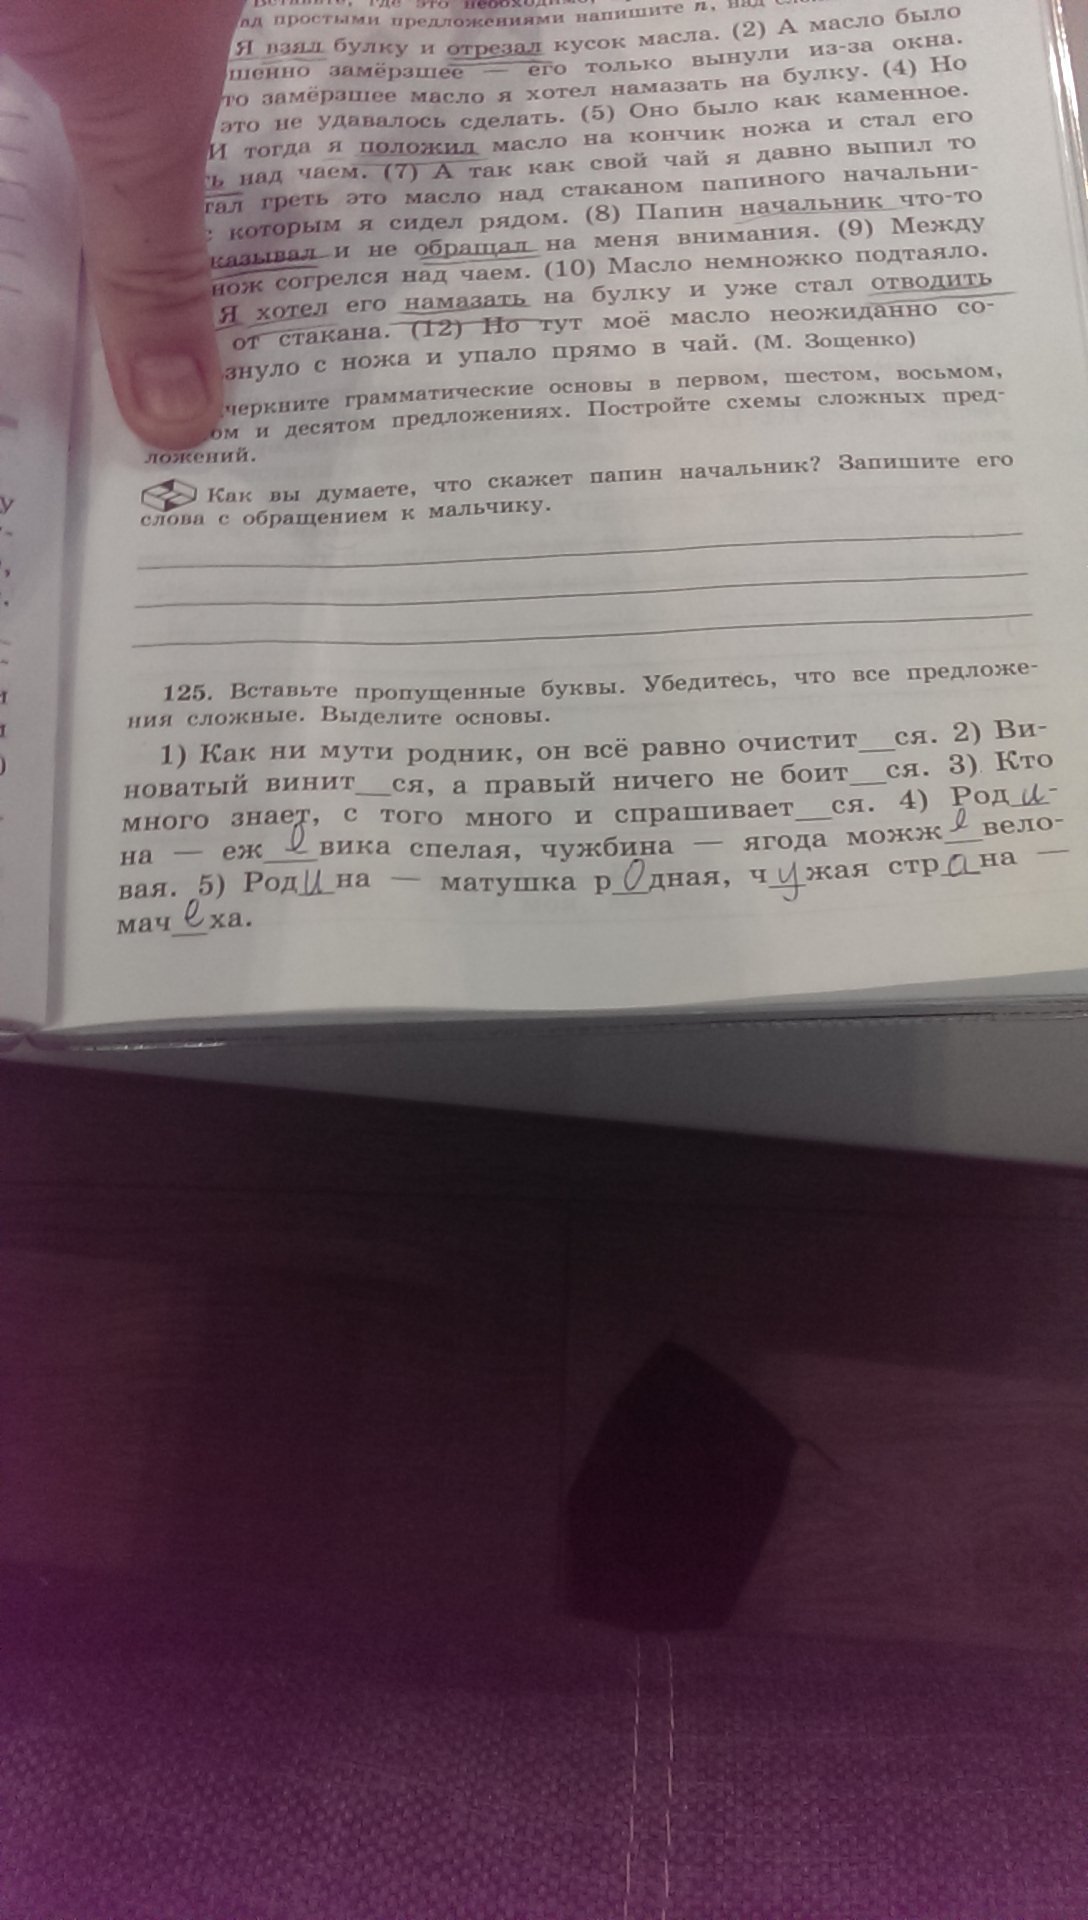 ад простыми предложениями напишите п, над
Я взял булку и отрезал кусок масла. (2) А масло было
шенно замёрзшее — его только вынули из-за окна.
то замёрзшее масло я хотел намазать на булку. (4) Но
это не удавалось сделать. (5) Оно было как каменное.
И тогда я положил масло на кончик ножа и стал его
ть над чаем. (7) А так как свой чай я давно выпил то
тал греть это масло над стаканом папиного начальни-
с которым я сидел рядом. (8) Папин начальник что-то
казывал и не обращал на меня внимания. (9) Между
нож согрелся над чаем. (10) Масло немножко подтаяло.
Я хотел его намазать на булку и уже стал отводить
от стакана. (12) Но тут моё масло неожиданно со-
знуло с ножа и упало прямо в чай. (М. Зощенко)
черкните грамматические основы в первом, шестом, восьмом,
ом и десятом предложениях. Постройте схемы сложных пред-
ложений.
Как вы думаете, что скажет папин начальник? Запишите его
слова с обращением к мальчику.
125. Вставьте пропущенные буквы. Убедитесь, что все предложе-
ния сложные. Выделите основы.
1) Как ни мути родник, он всё равно очистит__ся. 2) Ви-
новатый винит__ся, а правый ничего не боит__ся. 3) Кто
много знает, с того много и спрашивает__ся. 4) Роди-
на — ежевика спелая, чужбина — ягода можжевело-
вая. 5) Родина — матушка родная, чужая страна —
мачеха.